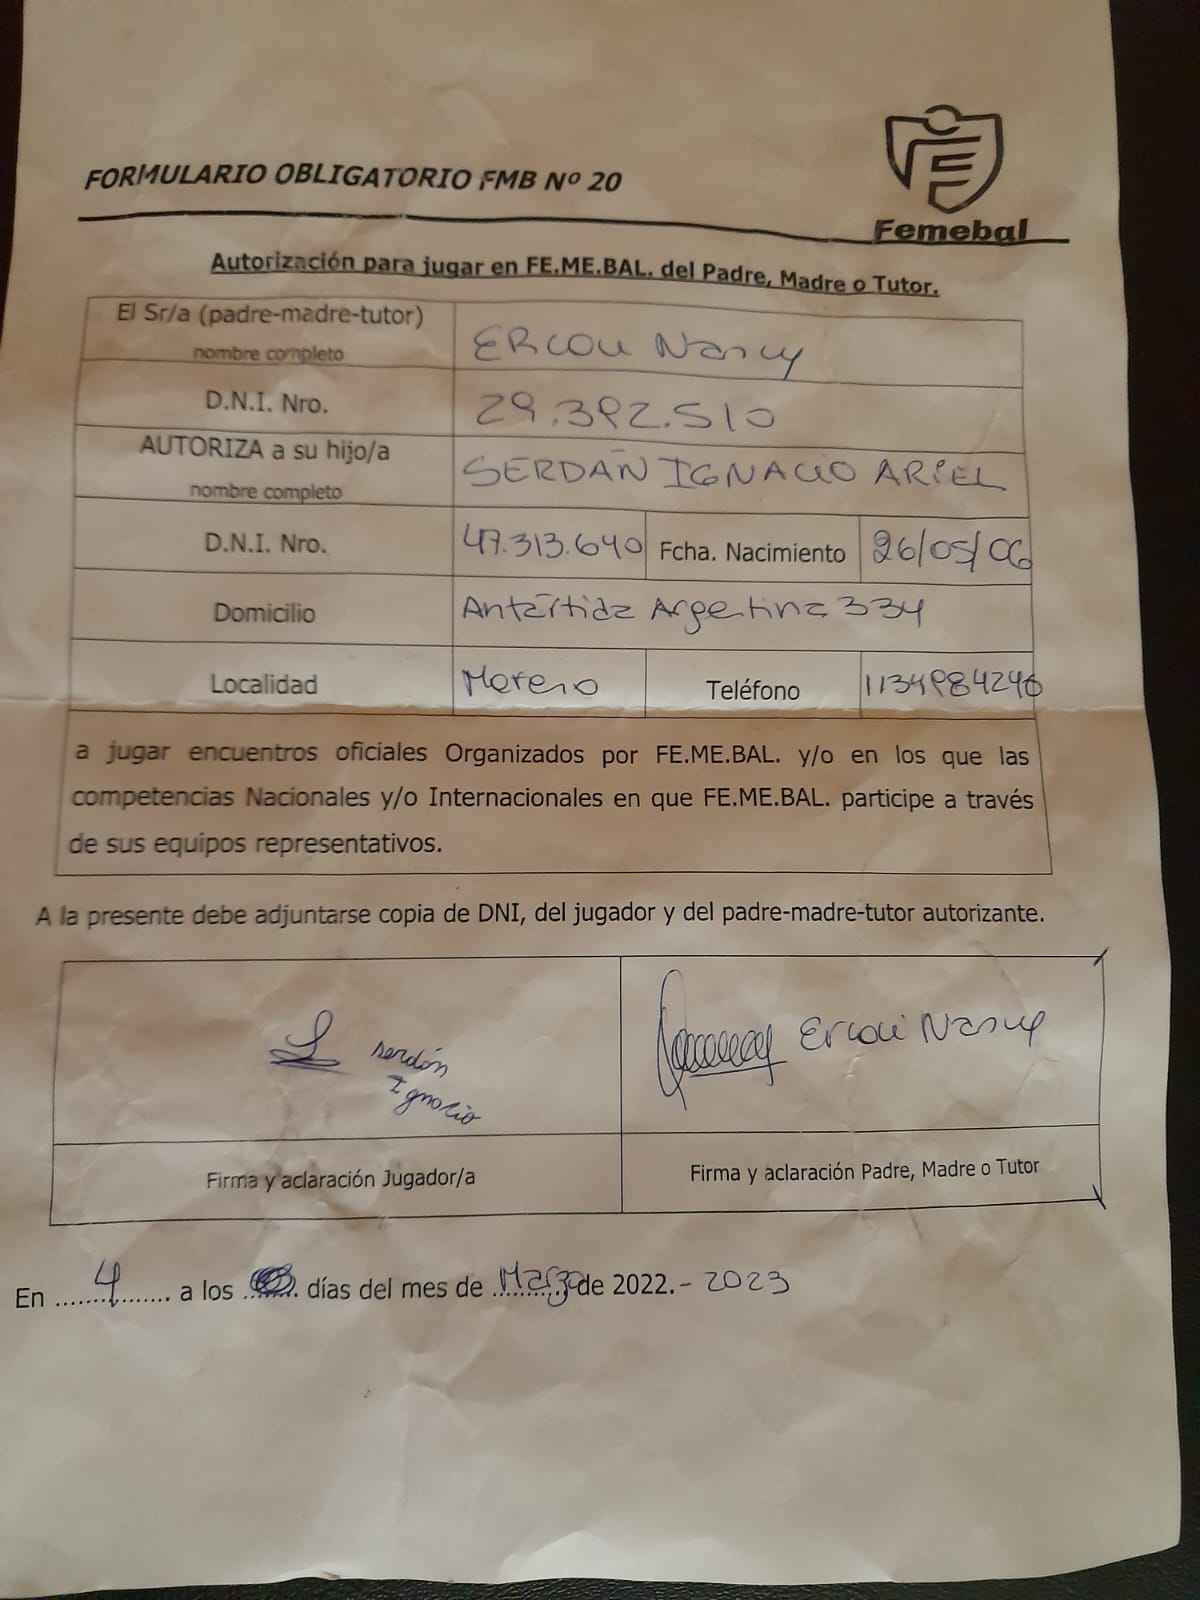 FORMULARIO OBLIGATORIO FMB Nº 20
Femebal
Autorización para jugar en FE.ME.BAL. del Padre, Madre o Tutor.
El Sr/a (padre-madre-tutor)
nombre completo
Ercoli Nancy
D.N.I. Nro.
29.392.510
AUTORIZA a su hijo/a
nombre completo
SERDÁN IGNACIO ARIEL
D.N.I. Nro.
47.313.640
Fcha. Nacimiento
26/05/06
Domicilio
Antártida Argentina 334
Localidad
Moreno
Teléfono
1134984246
a jugar encuentros oficiales Organizados por FE.ME.BAL. y/o en los que las
competencias Nacionales y/o Internacionales en que FE.ME.BAL. participe a través
de sus equipos representativos.
A la presente debe adjuntarse copia de DNI, del jugador y del padre-madre-tutor autorizante.
serdán
Ignacio
Ercoli Nancy
Firma y aclaración Jugador/a
Firma y aclaración Padre, Madre o Tutor
En ....4....... a los ....... días del mes de Marzo de 2022.- 2023